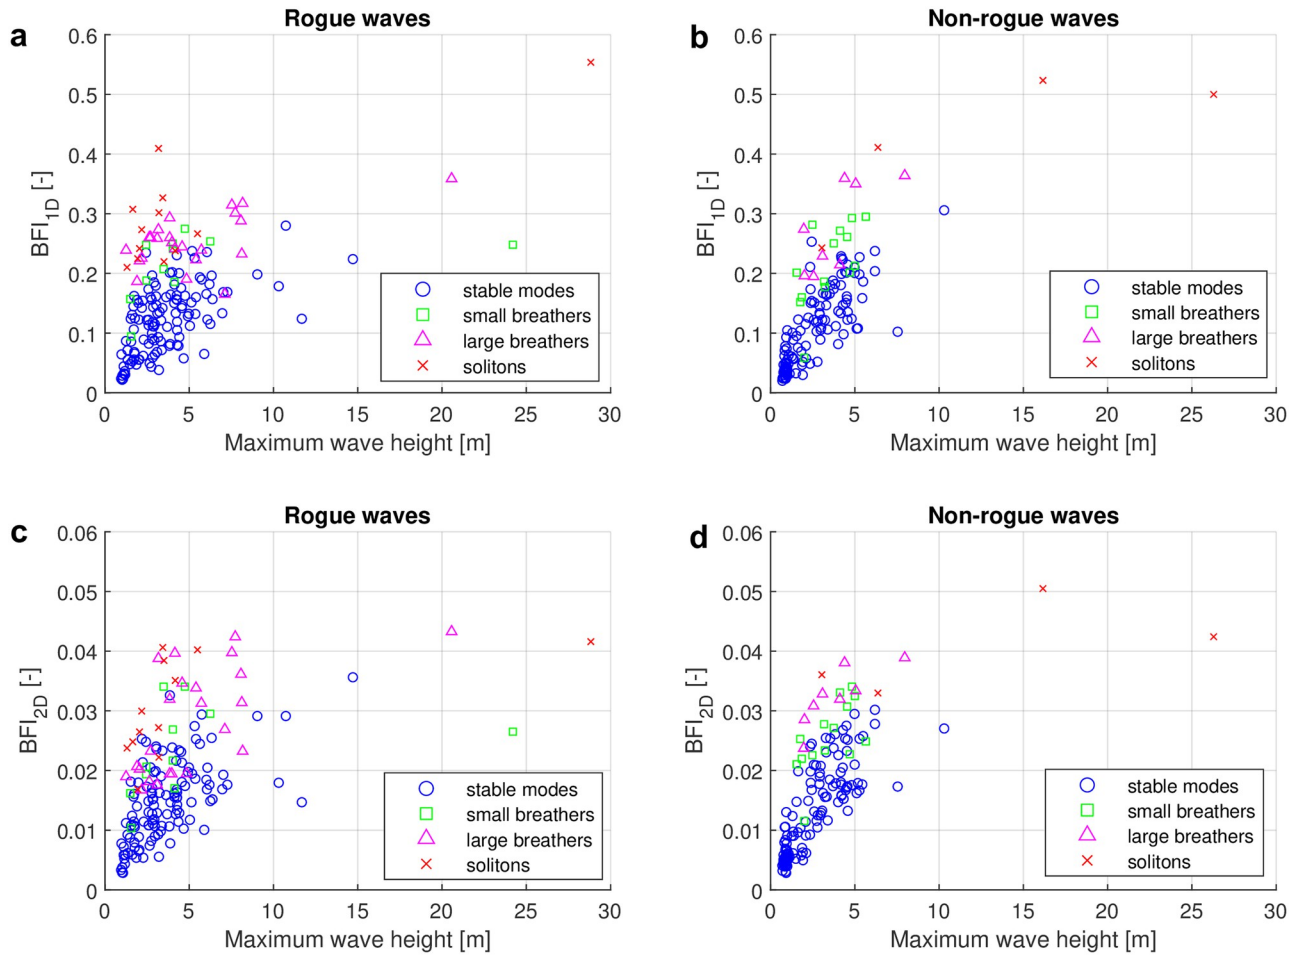 a
Rogue waves
0.6
0.5
0.4
0.3
0.2
0.1
0
BFI1D [-]
0 5 10 15 20 25 30
Maximum wave height [m]
stable modes
small breathers
large breathers
solitons
b
Non-rogue waves
0.6
0.5
0.4
0.3
0.2
0.1
0
BFI1D [-]
0 5 10 15 20 25 30
Maximum wave height [m]
stable modes
small breathers
large breathers
solitons
c
Rogue waves
0.06
0.05
0.04
0.03
0.02
0.01
0
BFI2D [-]
0 5 10 15 20 25 30
Maximum wave height [m]
stable modes
small breathers
large breathers
solitons
d
Non-rogue waves
0.06
0.05
0.04
0.03
0.02
0.01
0
BFI2D [-]
0 5 10 15 20 25 30
Maximum wave height [m]
stable modes
small breathers
large breathers
solitons